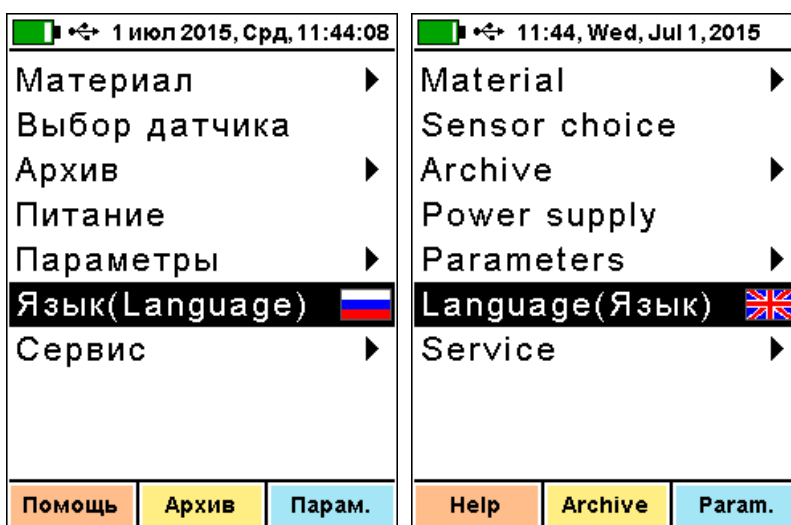 1 июл 2015, Срд, 11:44:08
Материал
Выбор датчика
Архив
Питание
Параметры
Язык(Language)
Сервис
Помощь Архив Парам.
11:44, Wed, Jul 1, 2015
Material
Sensor choice
Archive
Power supply
Parameters
Language(Язык)
Service
Help Archive Param.